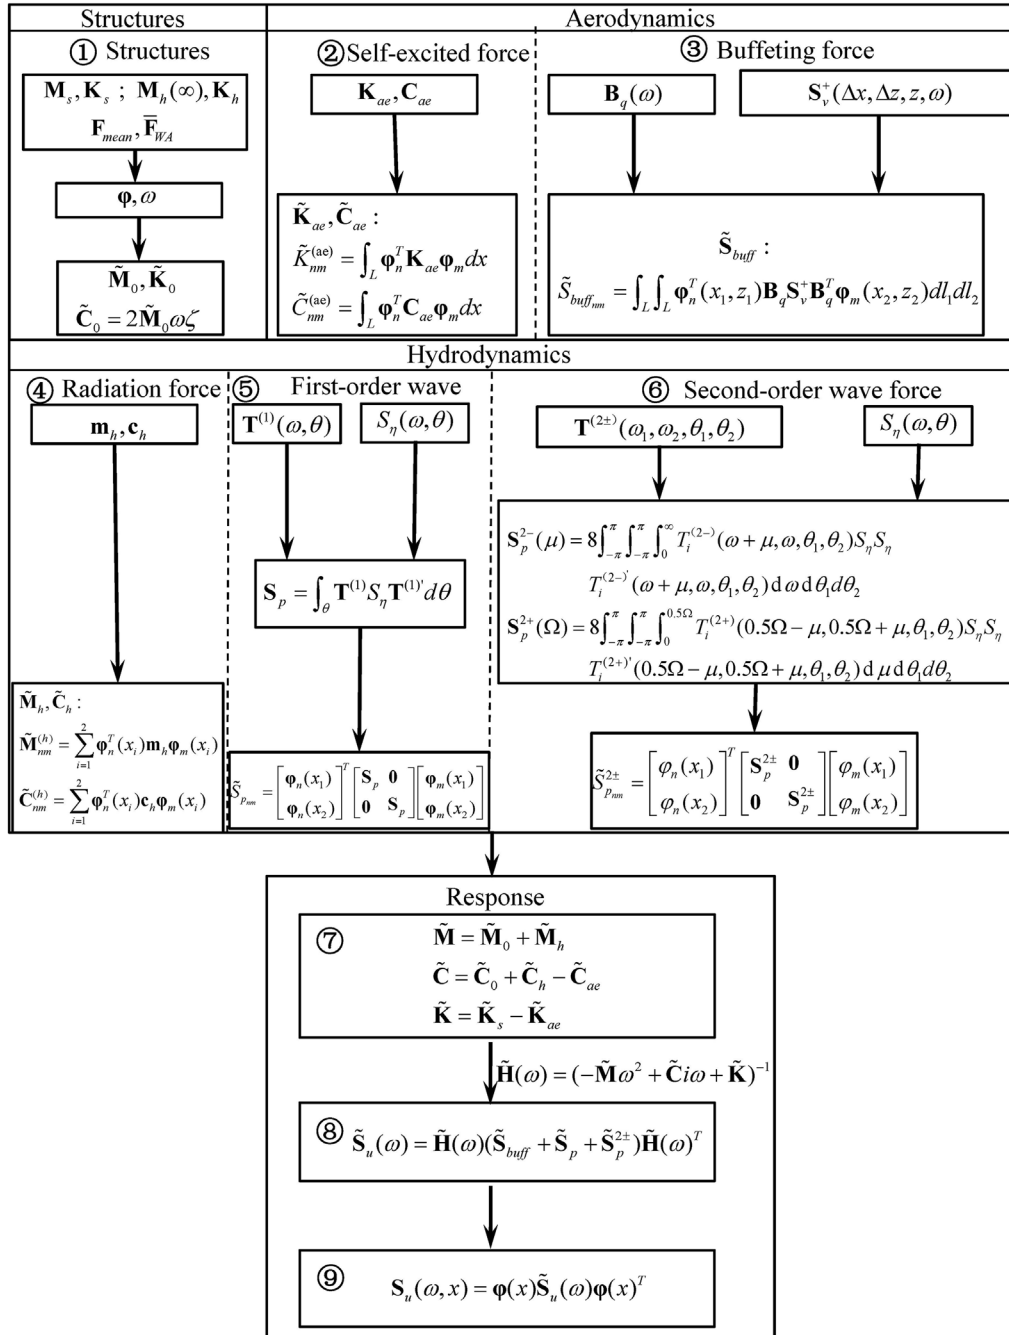 Structures
Aerodynamics
① Structures
M_s, K_s ; M_h(∞), K_h
F_mean, F̅_WA
φ, ω
M̃_0, K̃_0
C̃_0 = 2M̃_0ωζ
② Self-excited force
K_ae, C_ae
K̃_ae, C̃_ae :
K̃_nm^(ae) = ∫_L φ_n^T K_ae φ_m dx
C̃_nm^(ae) = ∫_L φ_n^T C_ae φ_m dx
③ Buffeting force
B_q(ω)
S_v^+(Δx, Δz, z, ω)
S̃_buff :
S̃_buff_nm = ∫_L ∫_L φ_n^T(x_1, z_1) B_q S_v^+ B_q^T φ_m(x_2, z_2) dl_1 dl_2
Hydrodynamics
④ Radiation force
m_h, c_h
M̃_h, C̃_h :
M̃_nm^(h) = ∑_{i=1}^{2} φ_n^T(x_i) m_h φ_m(x_i)
C̃_nm^(h) = ∑_{i=1}^{2} φ_n^T(x_i) c_h φ_m(x_i)
⑤ First-order wave
T^(1)(ω, θ)
S_η(ω, θ)
S_p = ∫_θ T^(1) S_η T^(1)' dθ
S̃_p_nm = [φ_n(x_1) φ_n(x_2)]^T [S_p 0 0 S_p] [φ_m(x_1) φ_m(x_2)]
⑥ Second-order wave force
T^(2±)(ω_1, ω_2, θ_1, θ_2)
S_η(ω, θ)
S_p^2−(μ) = 8∫_{−π}^{π} ∫_{−π}^{π} ∫_0^∞ T_i^(2−)(ω + μ, ω, θ_1, θ_2) S_η S_η
T_i^(2−)'(ω + μ, ω, θ_1, θ_2) d ω d θ_1 dθ_2
S_p^2+(Ω) = 8∫_{−π}^{π} ∫_{−π}^{π} ∫_0^{0.5Ω} T_i^(2+)(0.5Ω − μ, 0.5Ω + μ, θ_1, θ_2) S_η S_η
T_i^(2+)'(0.5Ω − μ, 0.5Ω + μ, θ_1, θ_2) d μ d θ_1 dθ_2
S̃_p_nm^2± = [φ_n(x_1) φ_n(x_2)]^T [S_p^2± 0 0 S_p^2±] [φ_m(x_1) φ_m(x_2)]
Response
⑦
M̃ = M̃_0 + M̃_h
C̃ = C̃_0 + C̃_h − C̃_ae
K̃ = K̃_s − K̃_ae
H̃(ω) = (−M̃ω^2 + C̃iω + K̃)^−1
⑧ S̃_u(ω) = H̃(ω)(S̃_buff + S̃_p + S̃_p^2±)H̃(ω)^T
⑨ S_u(ω, x) = φ(x)S̃_u(ω)φ(x)^T